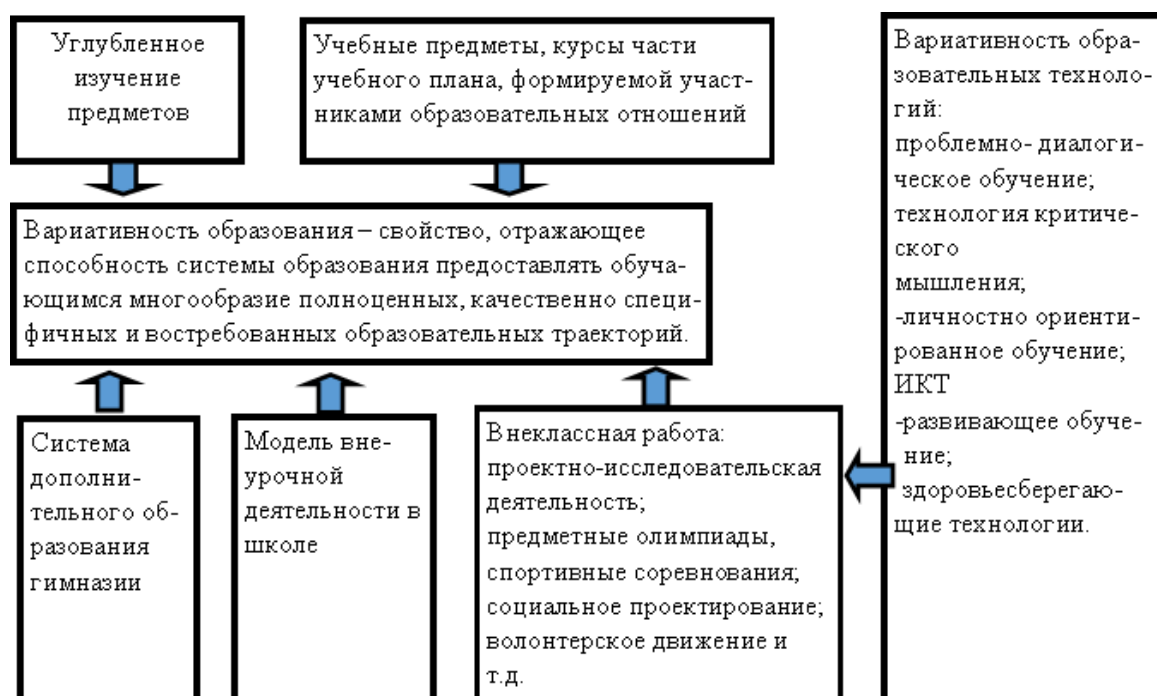 Углубленное
изучение
предметов
Учебные предметы, курсы части
учебного плана, формируемой участ-
никами образовательных отношений
Вариативность образования – свойство, отражающее
способность системы образования предоставлять обуча-
ющимся многообразие полноценных, качественно специ-
фичных и востребованных образовательных траекторий.
Система
дополни-
тельного об-
разования
гимназии
Модель вне-
урочной
деятельности в
школе
Внеклассная работа:
проектно-исследовательская
деятельность;
предметные олимпиады,
спортивные соревнования;
социальное проектирование;
волонтерское движение и
т.д.
Вариативность обра-
зовательных техноло-
гий:
проблемно- диалоги-
ческое обучение;
технология критиче-
ского
мышления;
-личностно ориенти-
рованное обучение;
ИКТ
-развивающее обуче-
ние;
здоровьесберегаю-
щие технологии.